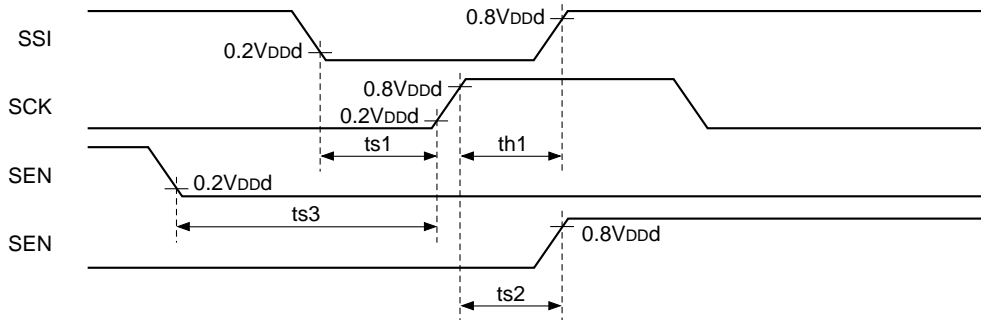 0.8VDDd
SSI
0.2VDDd
0.8VDDd
SCK
0.2VDDd
ts1
th1
SEN
0.2VDDd
ts3
SEN
0.8VDDd
ts2